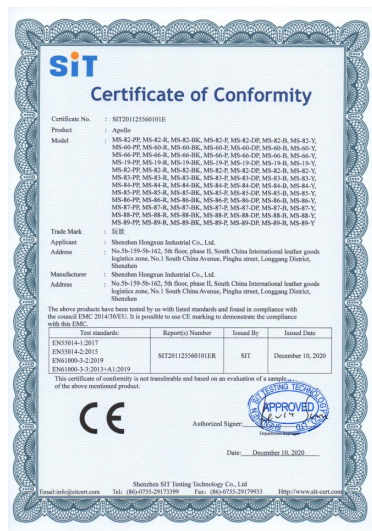 SiT
Certificate of Conformity
Certificate No. : SIT201125560101E
Product : Apollo
Model : MS-82-PP, MS-82-R, MS-82-BK, MS-82-P, MS-82-DP, MS-82-B, MS-82-Y,
MS-60-PP, MS-60-R, MS-60-BK, MS-60-P, MS-60-DP, MS-60-B, MS-60-Y,
MS-66-PP, MS-66-R, MS-66-BK, MS-66-P, MS-66-DP, MS-66-B, MS-66-Y,
MS-19-PP, MS-19-R, MS-19-BK, MS-19-P, MS-19-DP, MS-19-B, MS-19-Y,
MS-82-PP, MS-82-R, MS-82-BK, MS-82-P, MS-82-DP, MS-82-B, MS-82-Y,
MS-83-PP, MS-83-R, MS-83-BK, MS-83-P, MS-83-DP, MS-83-B, MS-83-Y,
MS-84-PP, MS-84-R, MS-84-BK, MS-84-P, MS-84-DP, MS-84-B, MS-84-Y,
MS-85-PP, MS-85-R, MS-85-BK, MS-85-P, MS-85-DP, MS-85-B, MS-85-Y,
MS-86-PP, MS-86-R, MS-86-BK, MS-86-P, MS-86-DP, MS-86-B, MS-86-Y,
MS-87-PP, MS-87-R, MS-87-BK, MS-87-P, MS-87-DP, MS-87-B, MS-87-Y,
MS-88-PP, MS-88-R, MS-88-BK, MS-88-P, MS-88-DP, MS-88-B, MS-88-Y,
MS-89-PP, MS-89-R, MS-89-BK, MS-89-P, MS-89-DP, MS-89-B, MS-89-Y
Trade Mark :
Applicant : Shenzhen Hongxun Industrial Co., Ltd.
Address : No.5b-159-5b-162, 5th floor, phase II, South China International leather goods
logistics zone, No.1 South China Avenue, Pinghu street, Longgang District,
Shenzhen
Manufacturer : Shenzhen Hongxun Industrial Co., Ltd.
Address : No.5b-159-5b-162, 5th floor, phase II, South China International leather goods
logistics zone, No.1 South China Avenue, Pinghu street, Longgang District,
Shenzhen
The above products have been tested by us with listed standards and found in compliance with
the council EMC 2014/30/EU. It is possible to use CE marking to demonstrate the compliance
with this EMC.
Test standards: Report(s) Number Issued By Issued Date
EN55014-1:2017
EN55014-2:2015
EN61000-3-2:2019
EN61000-3-3:2013+A1:2019
SIT201125560101ER SIT December 10, 2020
This certificate of conformity is not transferable and based on an evaluation of a sample
of the above mentioned product.
CE
SIT TESTING TECHNOLOGY
APPROVED
Authorized Signer:
Department Manager
Date: December 10, 2020
Shenzhen SIT Testing Technology Co., Ltd
Email:info@sitcert.com Tel: (86)-0755-29173399 Fax: (86)-0755-29179933 Http://www.sit-cert.com